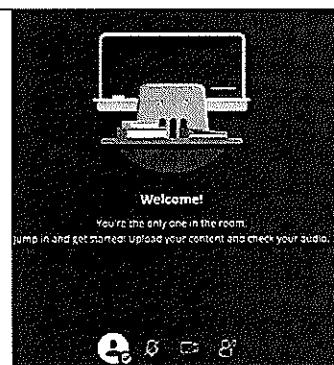 Welcome!
You're the only one in the room.
Jump in and get started! Upload your content and check your audio.